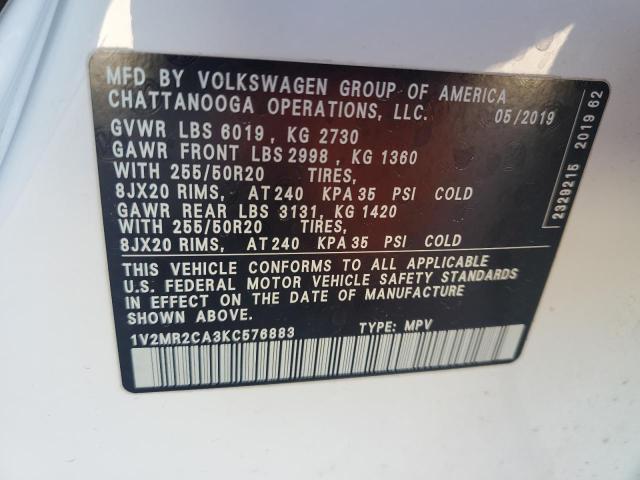 MFD BY VOLKSWAGEN GROUP OF AMERICA
CHATTANOOGA OPERATIONS, LLC. 05/2019
GVWR LBS 6019, KG 2730
GAWR FRONT LBS 2998, KG 1360
WITH 255/50R20 TIRES,
8JX20 RIMS, AT 240 KPA 35 PSI COLD
GAWR REAR LBS 3131, KG 1420
WITH 255/50R20 TIRES,
8JX20 RIMS, AT 240 KPA 35 PSI COLD
THIS VEHICLE CONFORMS TO ALL APPLICABLE
U.S. FEDERAL MOTOR VEHICLE SAFETY STANDARDS
IN EFFECT ON THE DATE OF MANUFACTURE
SHOWN ABOVE.
1V2MR2CA3KC576883 TYPE: MPV
2329215 2019 62